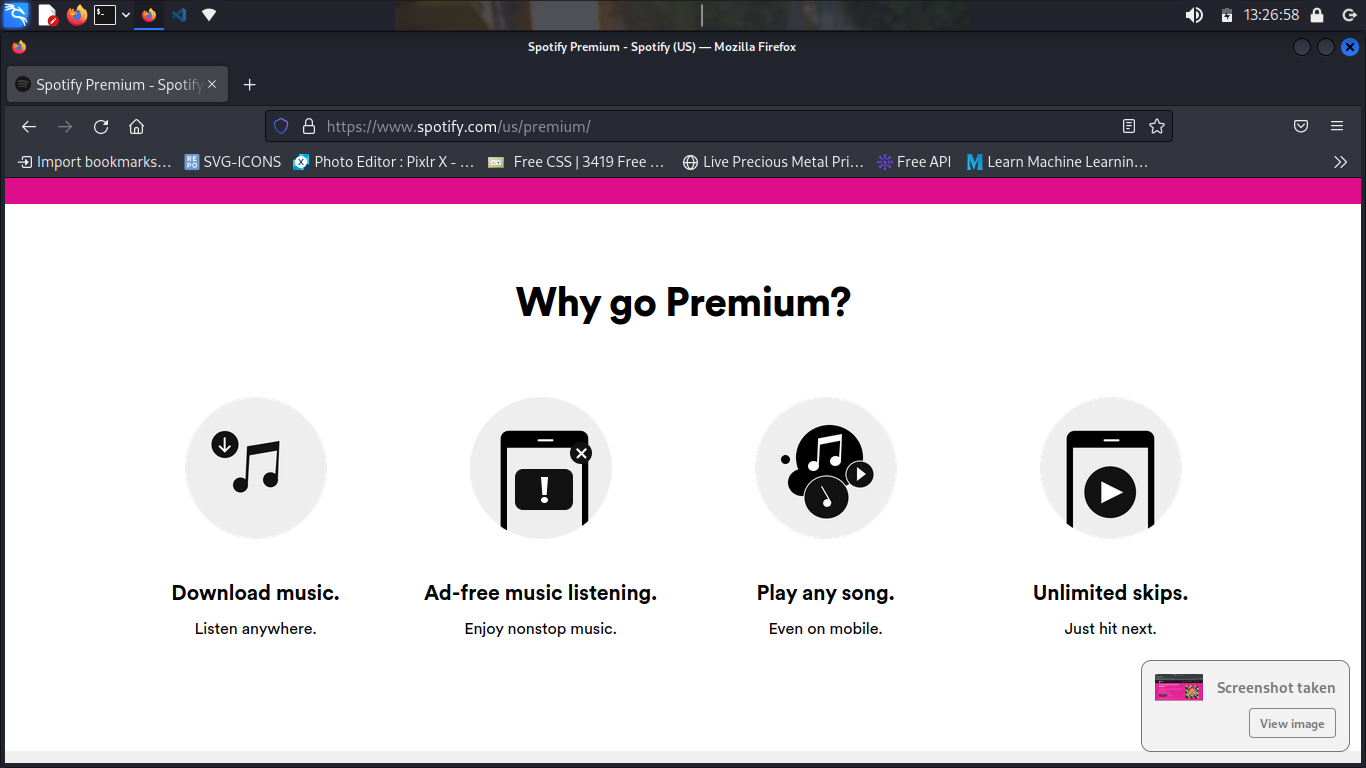 13:26:58
Spotify Premium - Spotify (US) — Mozilla Firefox
Spotify Premium - Spotify
https://www.spotify.com/us/premium/
Import bookmarks… SVG-ICONS Photo Editor : Pixlr X - … Free CSS | 3419 Free … Live Precious Metal Pri… Free API Learn Machine Learnin…
Why go Premium?
Download music. Ad-free music listening. Play any song. Unlimited skips.
Listen anywhere. Enjoy nonstop music. Even on mobile. Just hit next.
Screenshot taken
View image